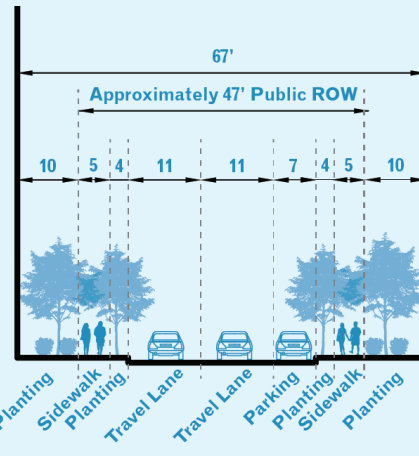 67'
Approximately 47' Public ROW
10 5 4 11 11 7 4 5 10
Planting
Sidewalk
Planting
Travel Lane
Travel Lane
Parking
Planting
Sidewalk
Planting